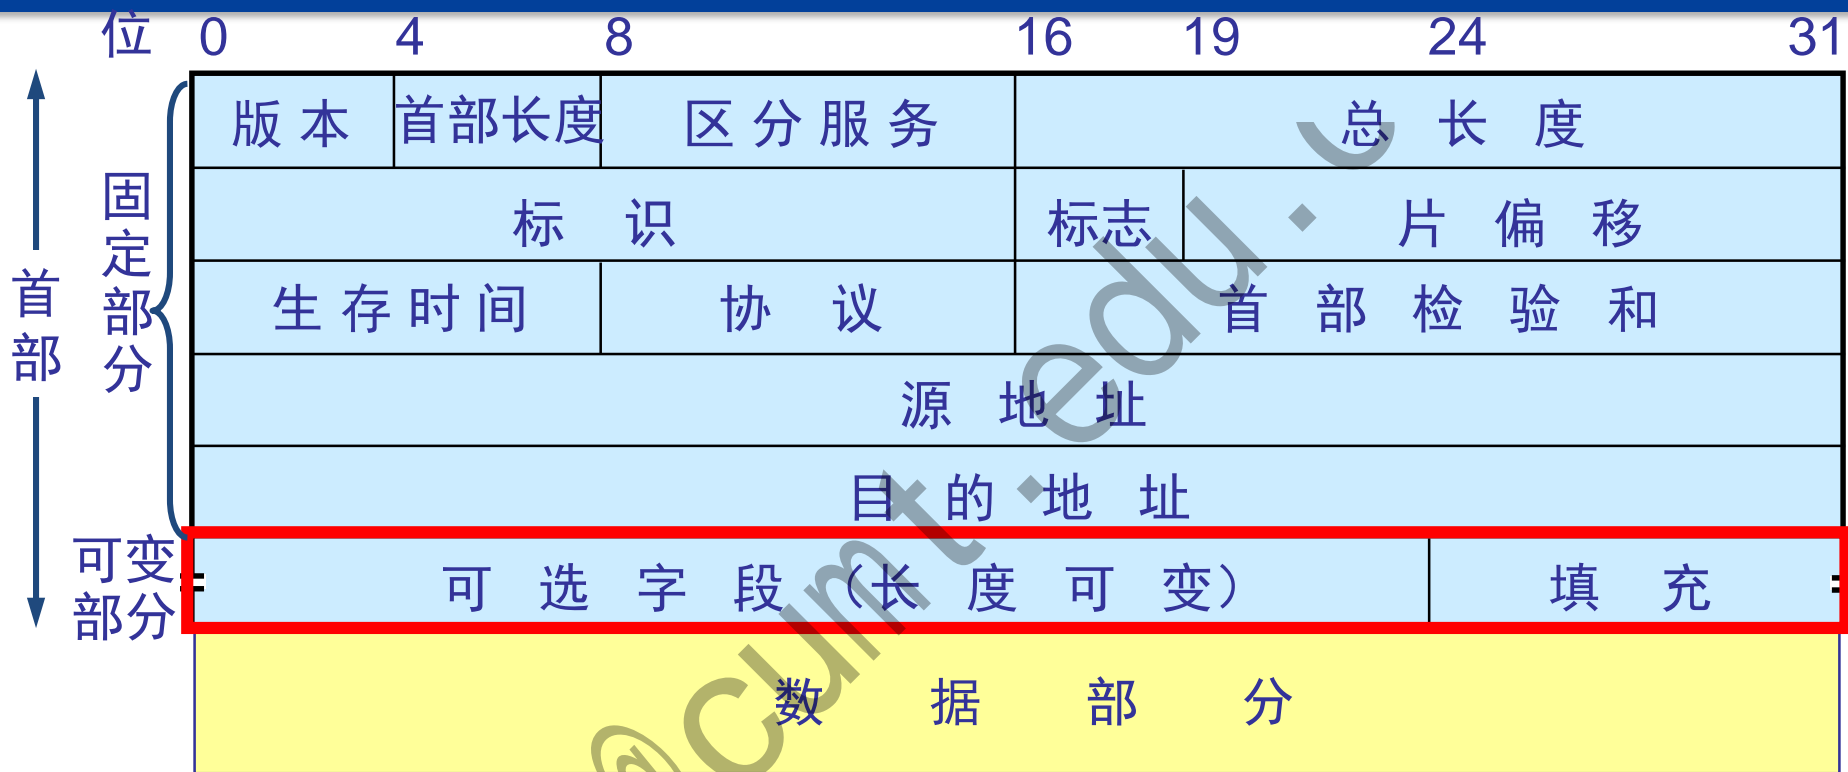 位 0 4 8 16 19 24 31
版本 首部长度 区分服务 总长度
标识 标志 片偏移
生存时间 协议 首部检验和
源地址
目的地址
可选字段（长度可变） 填充
数据部分
首部
固定部分
可变
部分
@cumt.edu.c